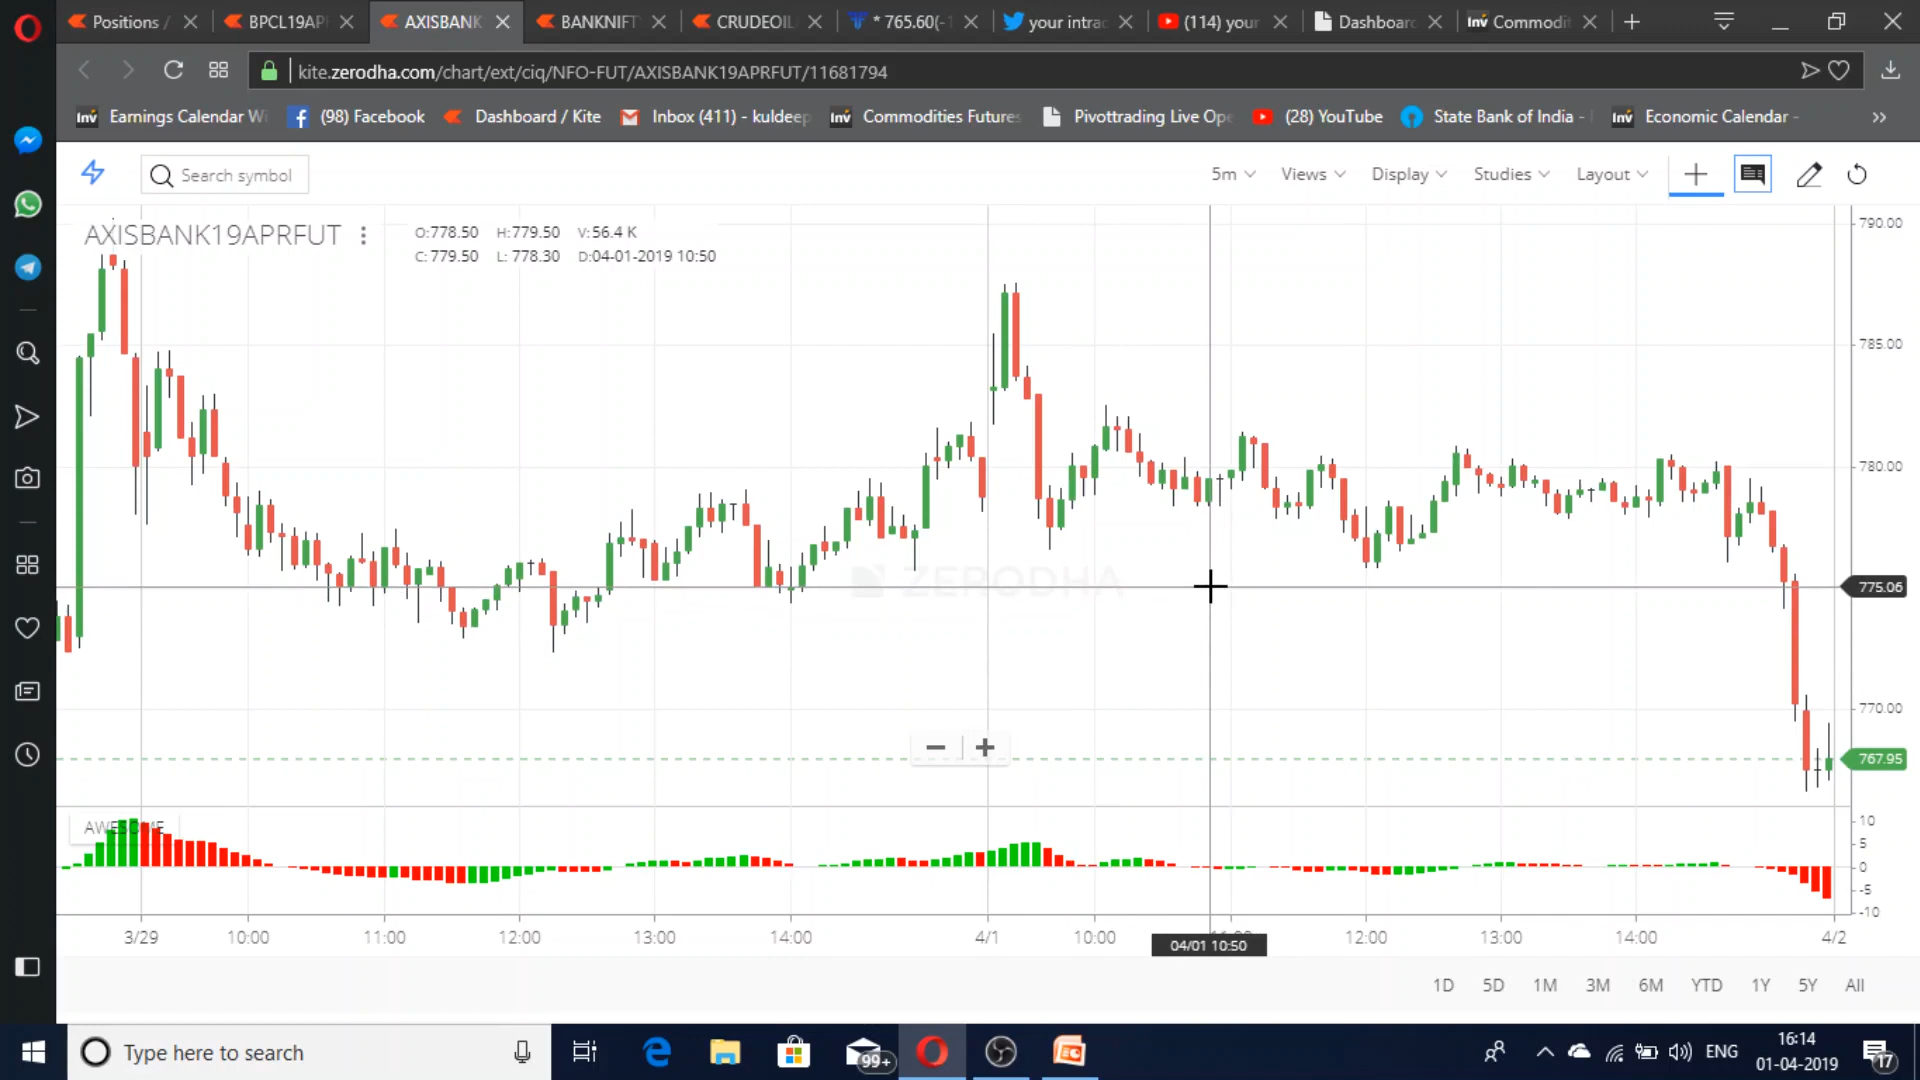 Positions /
BPCL19AP
AXISBANK
BANKNIFT
CRUDEOIL
* 765.60(-1
your intra
(114) your
Dashboar
Commodit
kite.zerodha.com/chart/ext/ciq/NFO-FUT/AXISBANK19APRFUT/11681794
Earnings Calendar W
(98) Facebook
Dashboard / Kite
Inbox (411) - kuldeep
Commodities Futures
Pivottrading Live Ope
(28) YouTube
State Bank of India -
Economic Calendar -
Search symbol
5m
Views
Display
Studies
Layout
AXISBANK19APRFUT
O:778.50 H:779.50 V:56.4 K
C:779.50 L: 778.30 D:04-01-2019 10:50
790.00
785.00
780.00
775.06
770.00
767.95
ZERODHA
AWESOME
10
5
0
-5
-10
3/29 10:00 11:00 12:00 13:00 14:00 4/1 10:00 12:00 13:00 14:00 4/2
04/01 10:50
1D 5D 1M 3M 6M YTD 1Y 5Y All
Type here to search
99+
ENG
16:14
01-04-2019
17